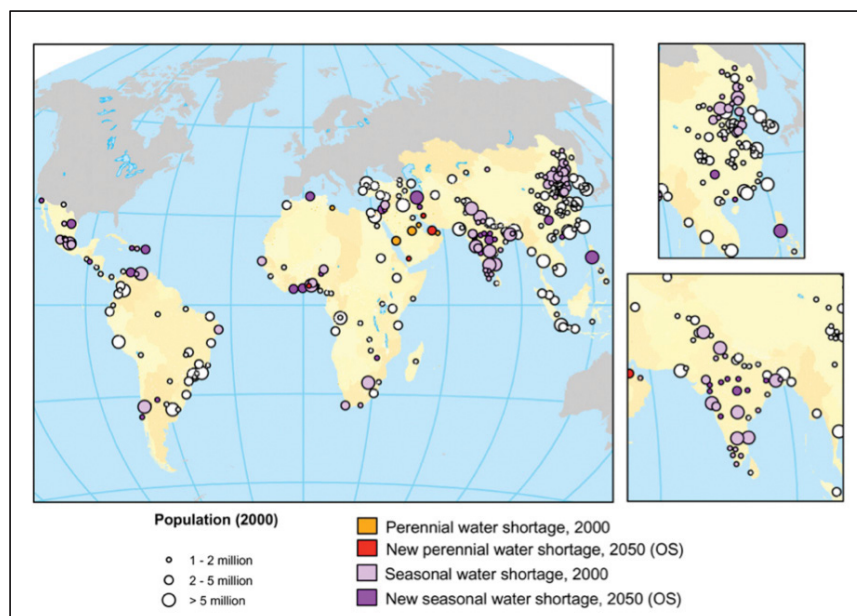 Population (2000)
1 - 2 million
2 - 5 million
> 5 million
Perennial water shortage, 2000
New perennial water shortage, 2050 (OS)
Seasonal water shortage, 2000
New seasonal water shortage, 2050 (OS)